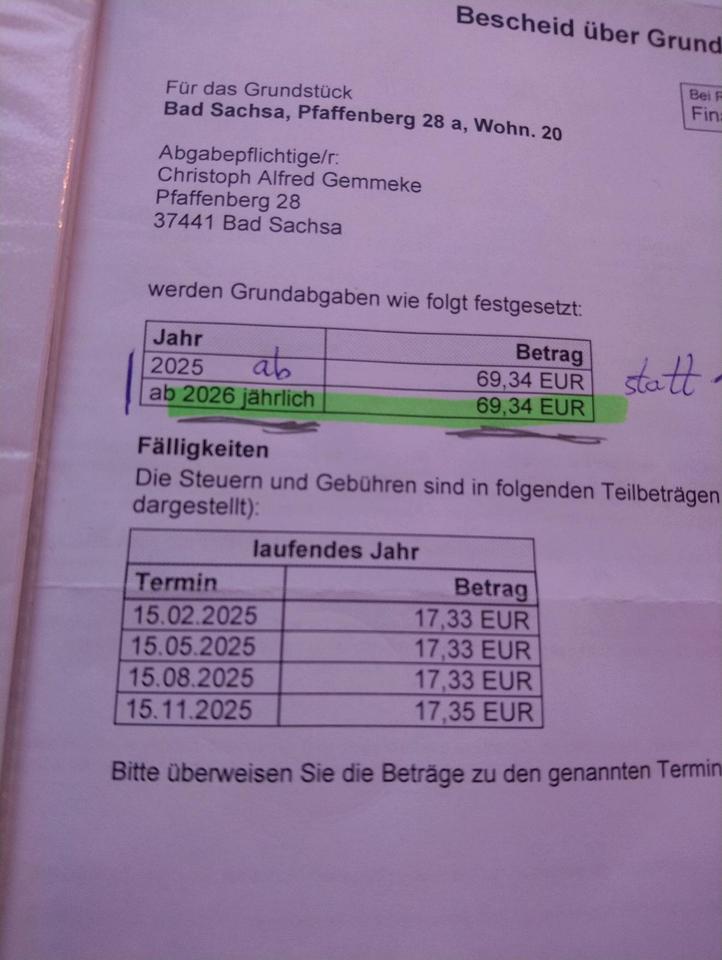 Bescheid über Grund
Für das Grundstück
Bad Sachsa, Pfaffenberg 28 a, Wohn. 20
Bei
Abgabepflichtige/r:
Christoph Alfred Gemmeke
Pfaffenberg 28
37441 Bad Sachsa
werden Grundabgaben wie folgt festgesetzt:
Jahr Betrag
2025 ab 69,34 EUR statt
ab 2026 jährlich 69,34 EUR
Fälligkeiten
Die Steuern und Gebühren sind in folgenden Teilbeträgen
dargestellt):
laufendes Jahr
Termin Betrag
15.02.2025 17,33 EUR
15.05.2025 17,33 EUR
15.08.2025 17,33 EUR
15.11.2025 17,35 EUR
Bitte überweisen Sie die Beträge zu den genannten Termin